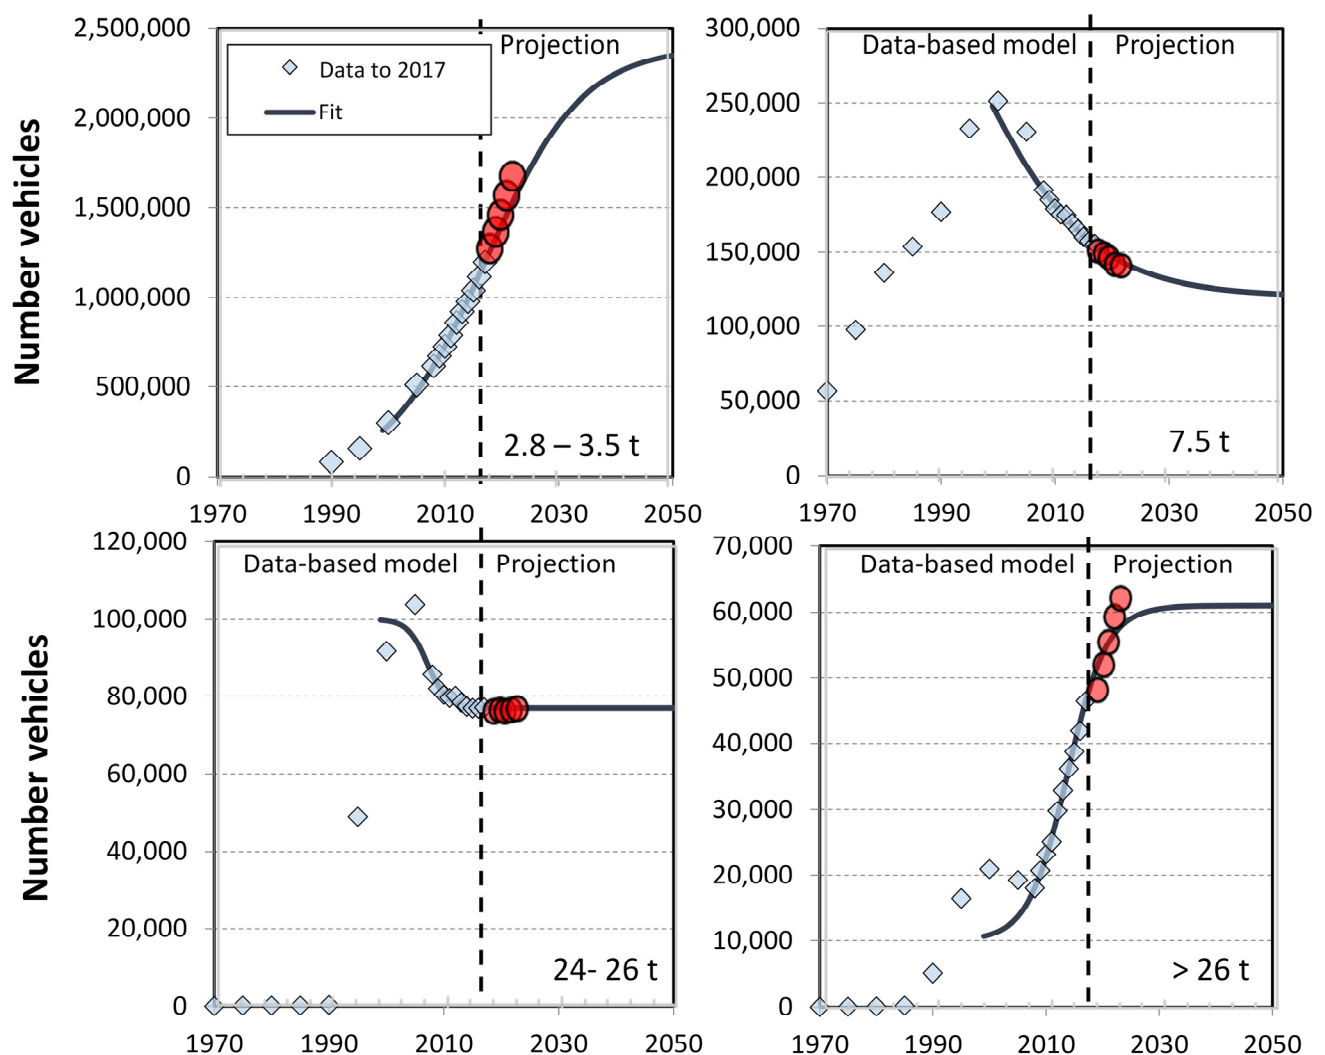 Number vehicles
2,500,000
2,000,000
1,500,000
1,000,000
500,000
0
Data to 2017
Fit
Projection
2.8 – 3.5 t
1970 1990 2010 2030 2050
300,000
250,000
200,000
150,000
100,000
50,000
0
Data-based model Projection
7.5 t
1970 1990 2010 2030 2050
Number vehicles
120,000
100,000
80,000
60,000
40,000
20,000
0
Data-based model Projection
24- 26 t
1970 1990 2010 2030 2050
70,000
60,000
50,000
40,000
30,000
20,000
10,000
0
Data-based model Projection
> 26 t
1970 1990 2010 2030 2050